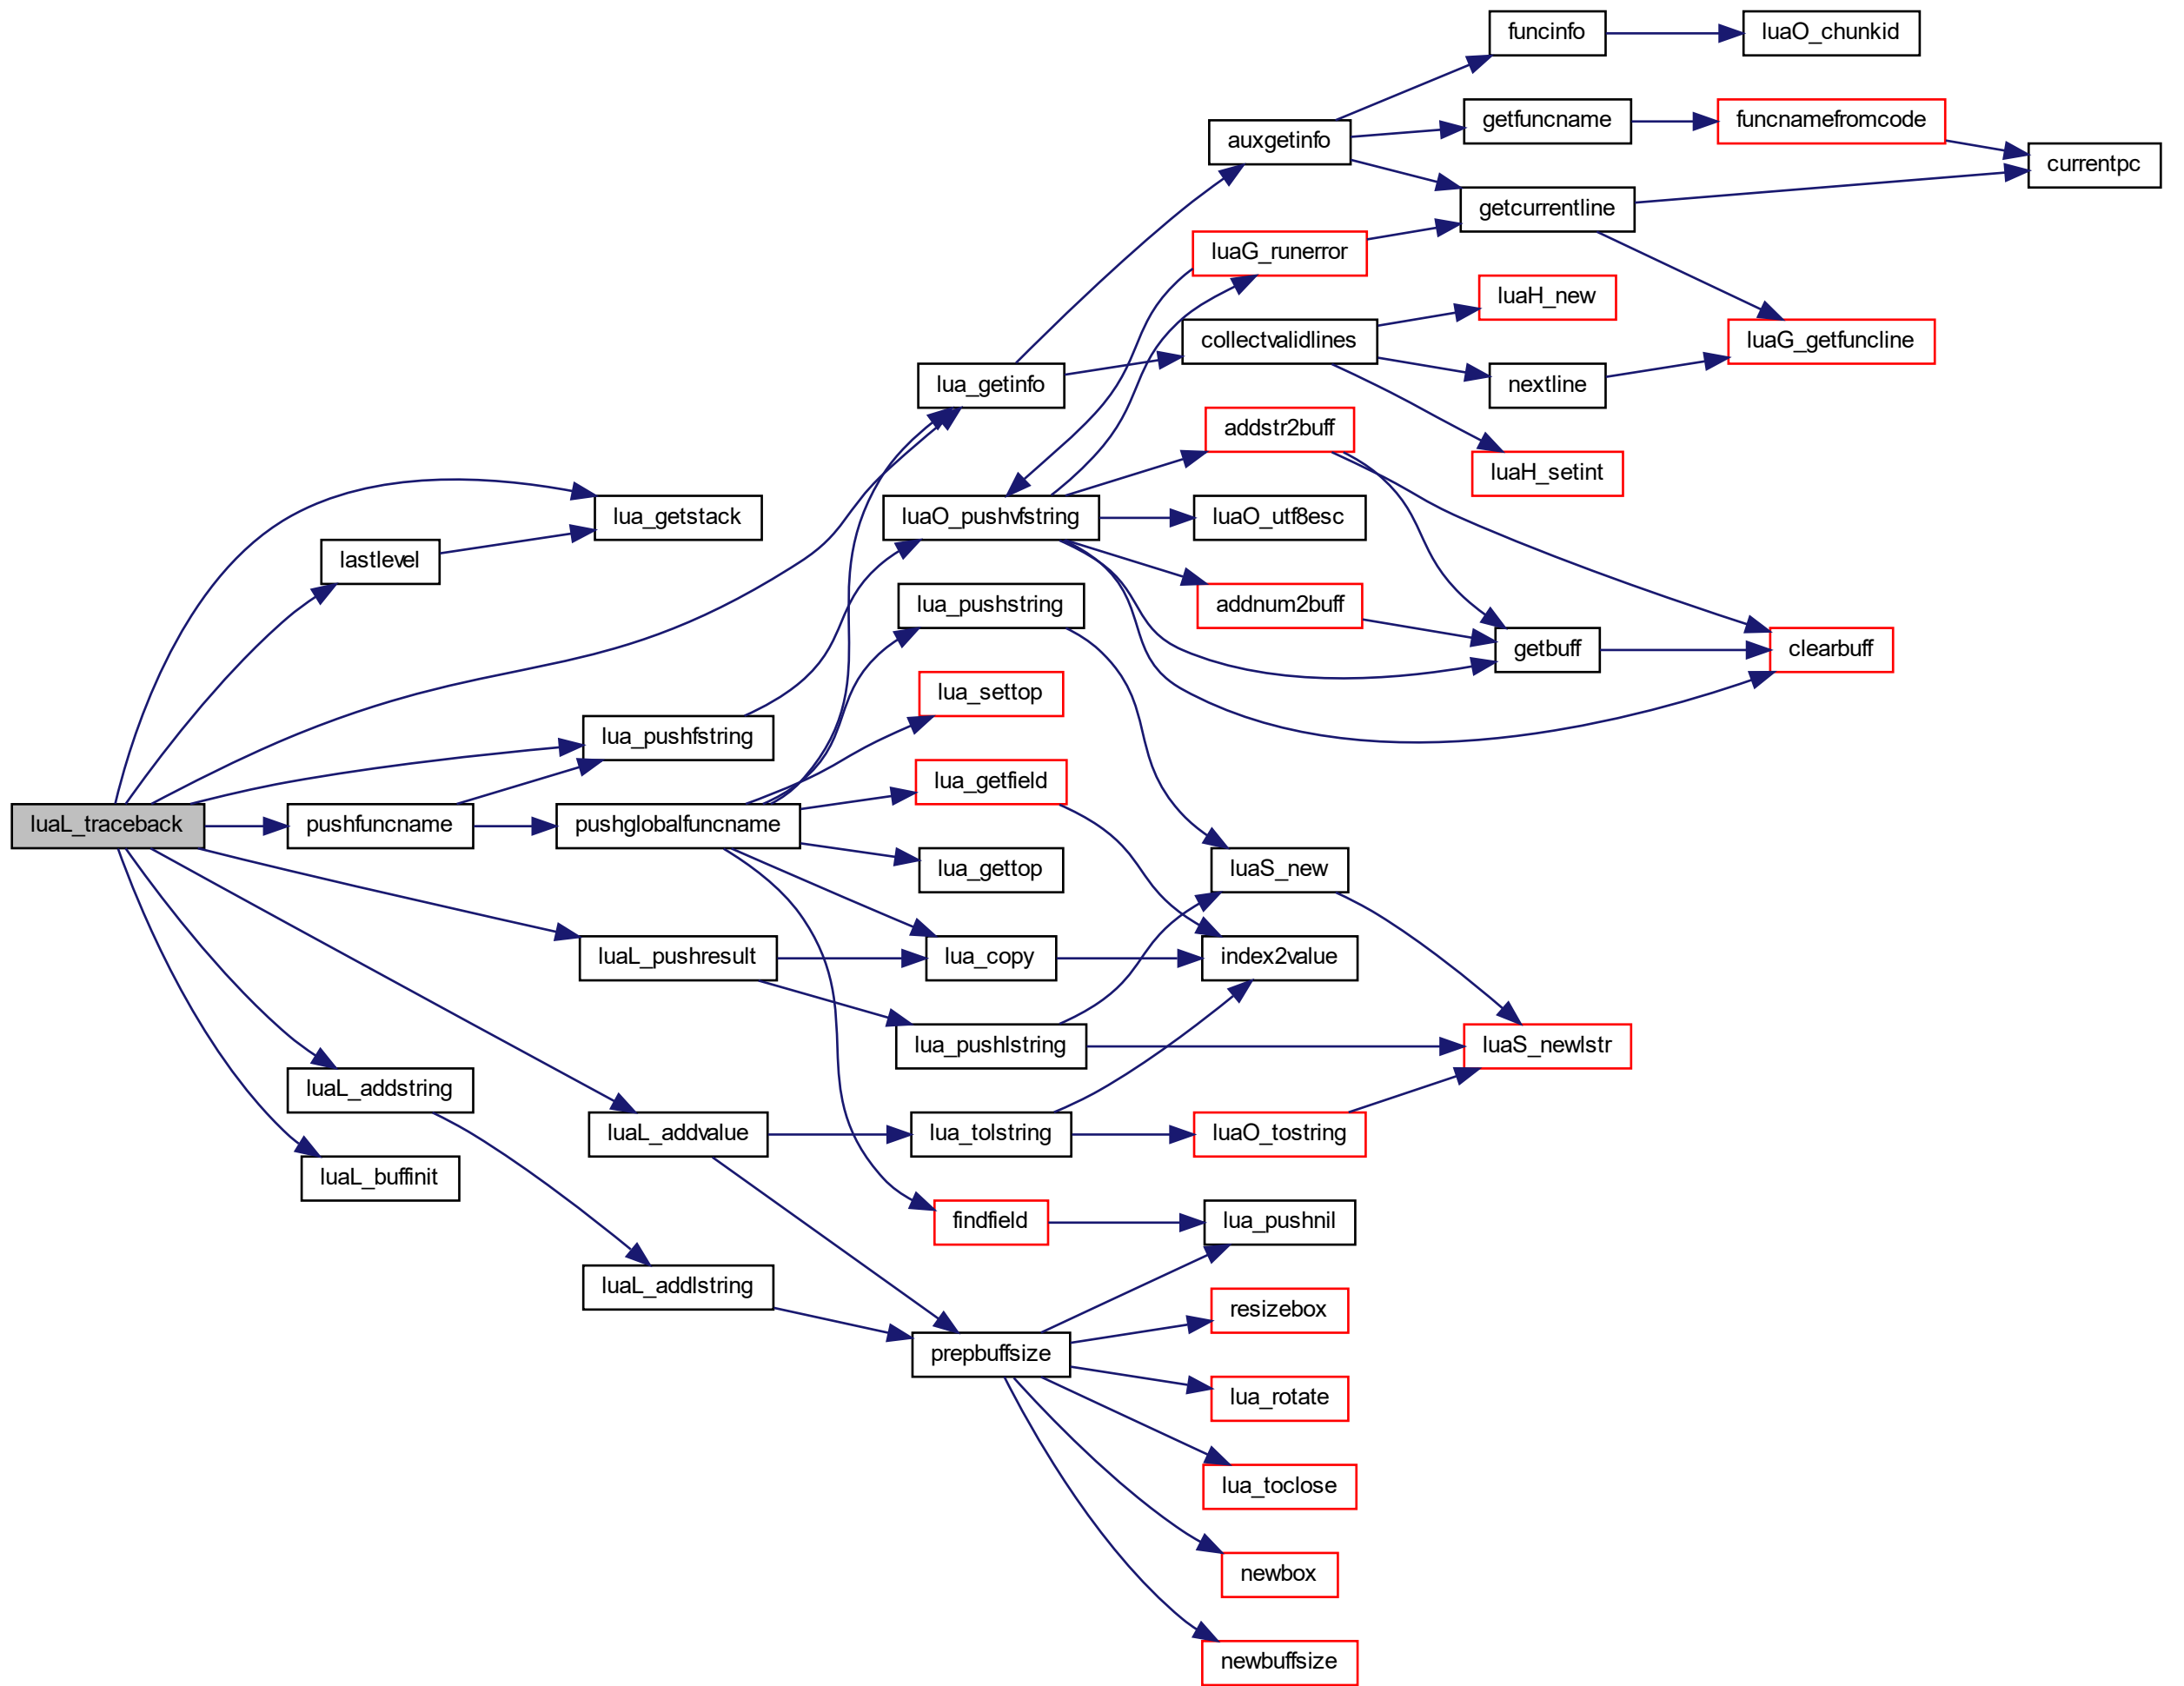 funcinfo
luaO_chunkid
getfuncname
funcnamefromcode
auxgetinfo
currentpc
getcurrentline
luaG_runerror
luaH_new
collectvalidlines
luaG_getfuncline
lua_getinfo
nextline
addstr2buff
luaH_setint
lua_getstack
luaO_pushvfstring
luaO_utf8esc
lastlevel
lua_pushstring
addnum2buff
getbuff
clearbuff
lua_settop
lua_pushfstring
lua_getfield
luaL_traceback
pushfuncname
pushglobalfuncname
lua_gettop
luaS_new
luaL_pushresult
lua_copy
index2value
lua_pushlstring
luaS_newlstr
luaL_addstring
luaL_addvalue
lua_tolstring
luaO_tostring
luaL_buffinit
findfield
lua_pushnil
luaL_addlstring
resizebox
prepbuffsize
lua_rotate
lua_toclose
newbox
newbuffsize